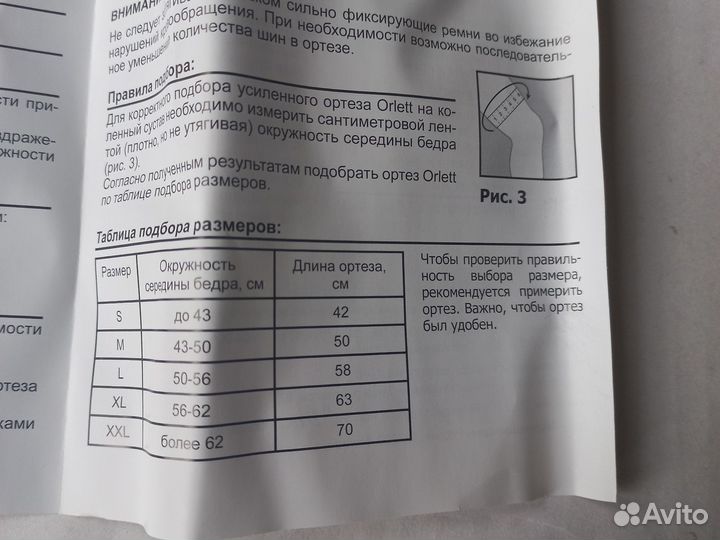 ВНИМАНИ
Не следует
ком сильно фиксирующие ремни во избежание
нарушений кровообращения. При необходимости возможно последователь-
ное уменьшение количества шин в ортезе.
Правила подбора:
Для корректного подбора усиленного ортеза Orlett на ко-
ленный сустав необходимо измерить сантиметровой лен-
той (плотно, но не утягивая) окружность середины бедра
(рис. 3).
Согласно полученным результатам подобрать ортез Orlett
по таблице подбора размеров.
Рис. 3
Таблица подбора размеров:
Размер Окружность середины бедра, см Длина ортеза, см
S до 43 42
M 43-50 50
L 50-56 58
XL 56-62 63
XXL более 62 70
Чтобы проверить правиль-
ность выбора размера,
рекомендуется примерить
ортез. Важно, чтобы ортез
был удобен.
сти при-
здраже-
жности
и:
мости
ртеза
ками
Avito